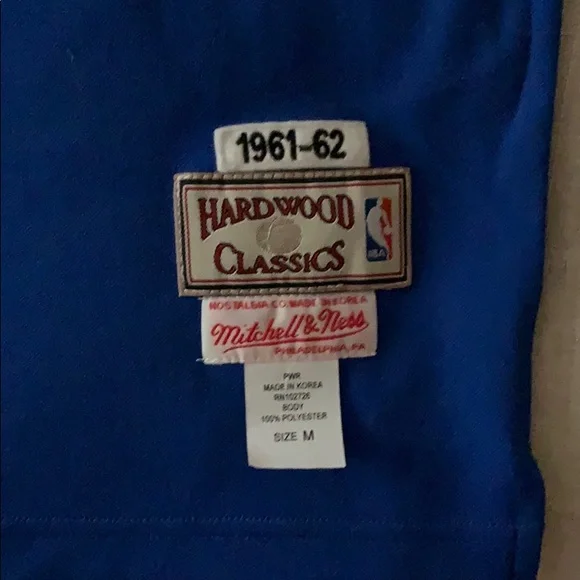 1961-62
HARDWOOD
CLASSICS
NBA
NOSTALGIA CO. MADE IN KOREA
Mitchell & Ness
PHILADELPHIA, PA
PWR
MADE IN KOREA
RN102726
BODY
100% POLYESTER
SIZE M